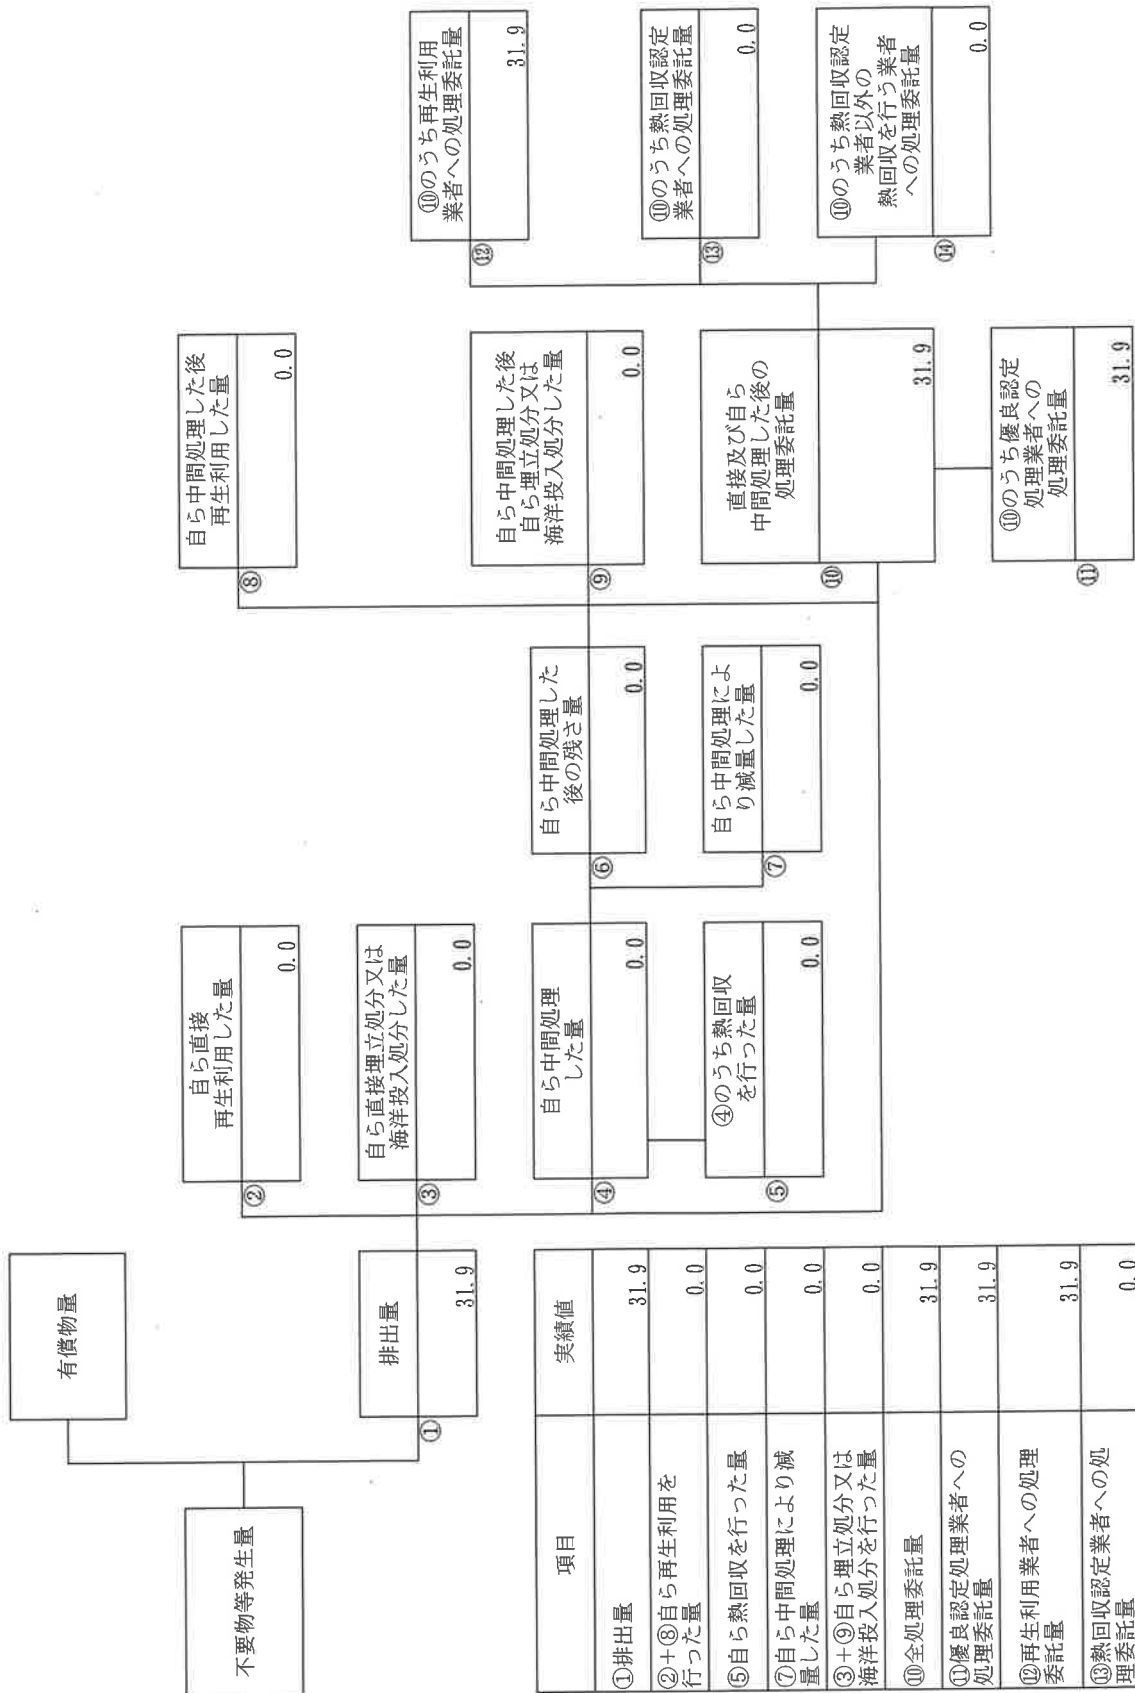 不要物等発生量
有償物量
①
排出量
31.9
②
自ら直接
再生利用した量
0.0
③
自ら直接埋立処分又は
海洋投入処分した量
0.0
④
自ら中間処理
した量
0.0
⑤
④のうち熱回収
を行った量
0.0
⑥
自ら中間処理した
後の残さ量
0.0
⑦
自ら中間処理によ
り減量した量
0.0
⑧
自ら中間処理した後
再生利用した量
0.0
⑨
自ら中間処理した後
自ら埋立処分又は
海洋投入処分した量
0.0
⑩
直接及び自ら
中間処理した後の
処理委託量
31.9
⑪
⑩のうち優良認定
処理業者への
処理委託量
31.9
⑫
⑩のうち再生利用
業者への処理委託量
31.9
⑬
⑩のうち熱回収認定
業者への処理委託量
0.0
⑭
⑩のうち熱回収認定
業者以外の
熱回収を行う業者
への処理委託量
0.0
項目 実績値
①排出量 31.9
②+⑧自ら再生利用を
行った量 0.0
⑤自ら熱回収を行った量 0.0
⑦自ら中間処理により減
量した量 0.0
③+⑨自ら埋立処分又は
海洋投入処分を行った量 0.0
⑩全処理委託量 31.9
⑪優良認定処理業者への
処理委託量 31.9
⑫再生利用業者への処理
委託量 31.9
⑬熱回収認定業者への処
理委託量 0.0